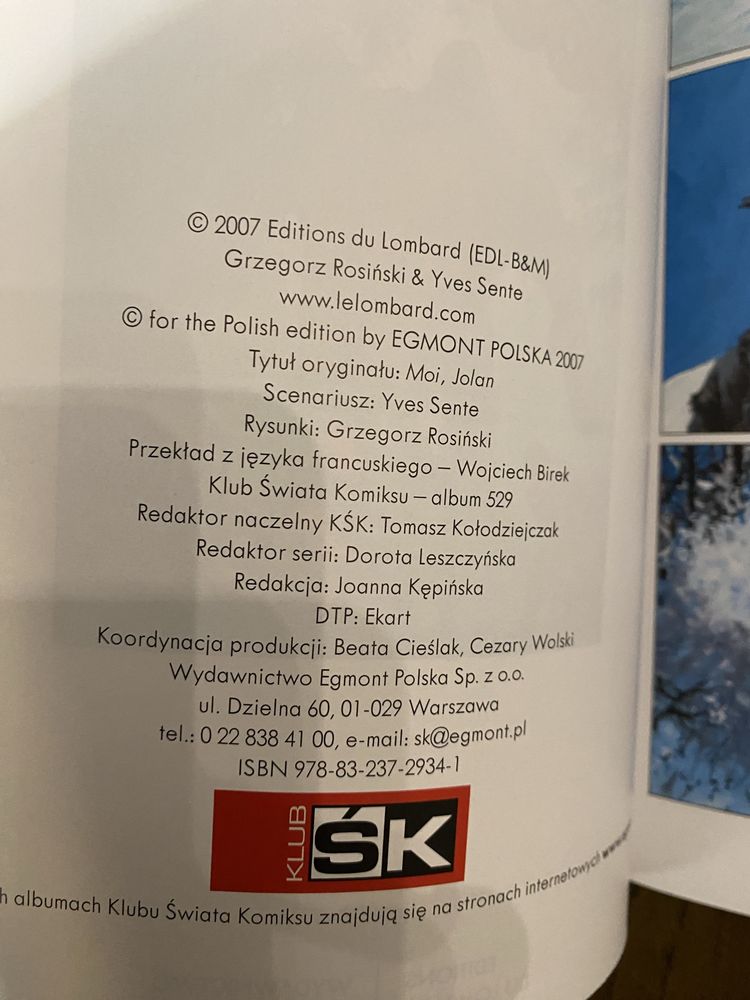 © 2007 Editions du Lombard (EDL-B&M)
Grzegorz Rosiński & Yves Sente
www.lelombard.com
© for the Polish edition by EGMONT POLSKA 2007
Tytuł oryginału: Moi, Jolan
Scenariusz: Yves Sente
Rysunki: Grzegorz Rosiński
Przekład z języka francuskiego – Wojciech Birek
Klub Świata Komiksu – album 529
Redaktor naczelny KŚK: Tomasz Kołodziejczak
Redaktor serii: Dorota Leszczyńska
Redakcja: Joanna Kępińska
DTP: Ekart
Koordynacja produkcji: Beata Cieślak, Cezary Wolski
Wydawnictwo Egmont Polska Sp. z o.o.
ul. Dzielna 60, 01-029 Warszawa
tel.: 0 22 838 41 00, e-mail: sk@egmont.pl
ISBN 978-83-237-2934-1
KLUB ŚK
albumach Klubu Świata Komiksu znajdują się na stronach internetowych